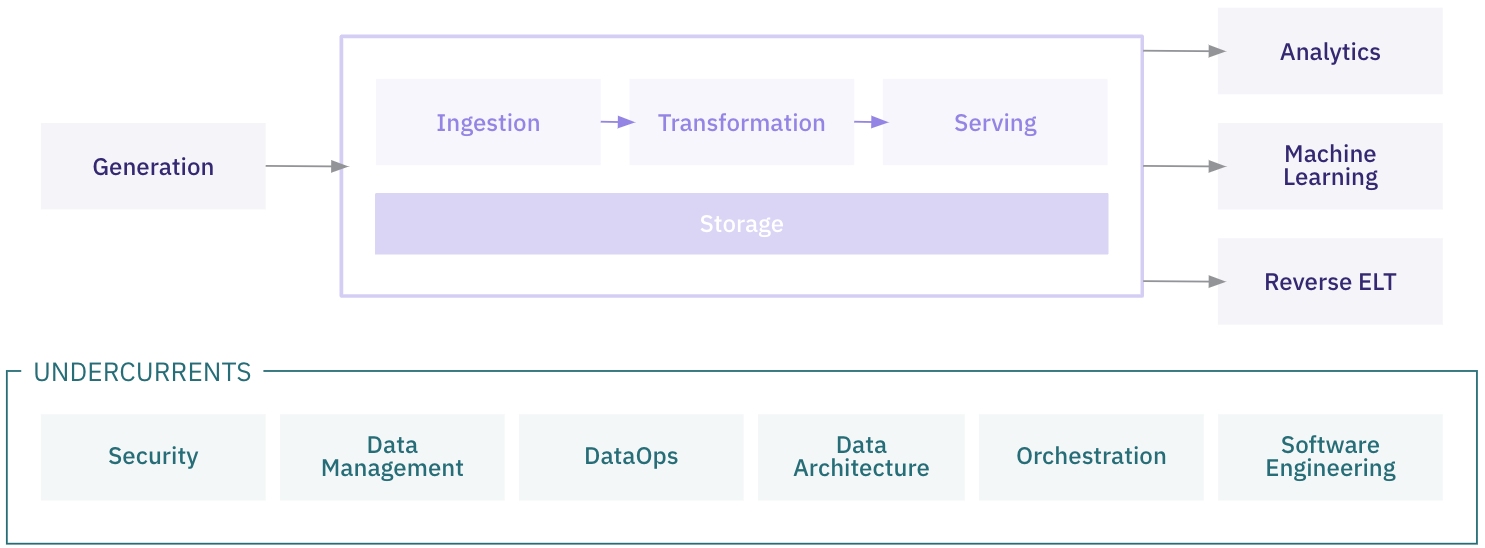 Analytics
Ingestion
Transformation
Serving
Generation
Machine
Learning
Storage
Reverse ELT
UNDERCURRENTS
Security
Data
Management
DataOps
Data
Architecture
Orchestration
Software
Engineering